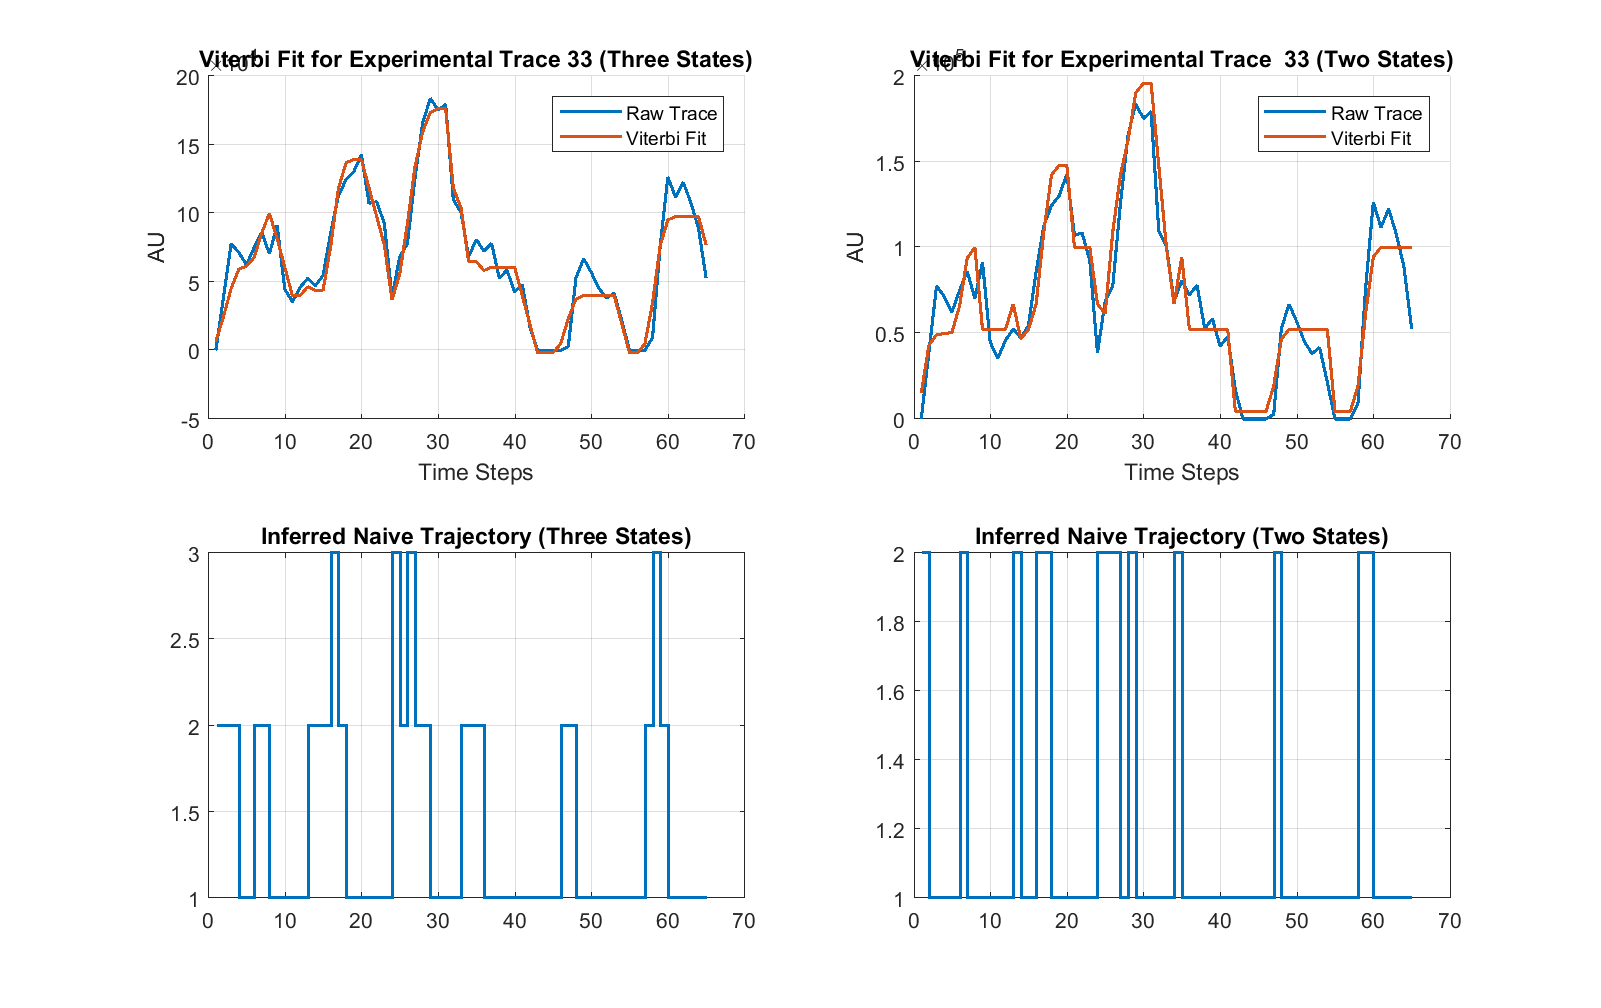 Viterbi Fit for Experimental Trace 33 (Three States)
20
15
10
5
0
-5
AU
Raw Trace
Viterbi Fit
0 10 20 30 40 50 60 70
Time Steps
Viterbi Fit for Experimental Trace 33 (Two States)
2
1.5
1
0.5
0
AU
Raw Trace
Viterbi Fit
0 10 20 30 40 50 60 70
Time Steps
Inferred Naive Trajectory (Three States)
3
2.5
2
1.5
1
0 10 20 30 40 50 60 70
Inferred Naive Trajectory (Two States)
2
1.8
1.6
1.4
1.2
1
0 10 20 30 40 50 60 70